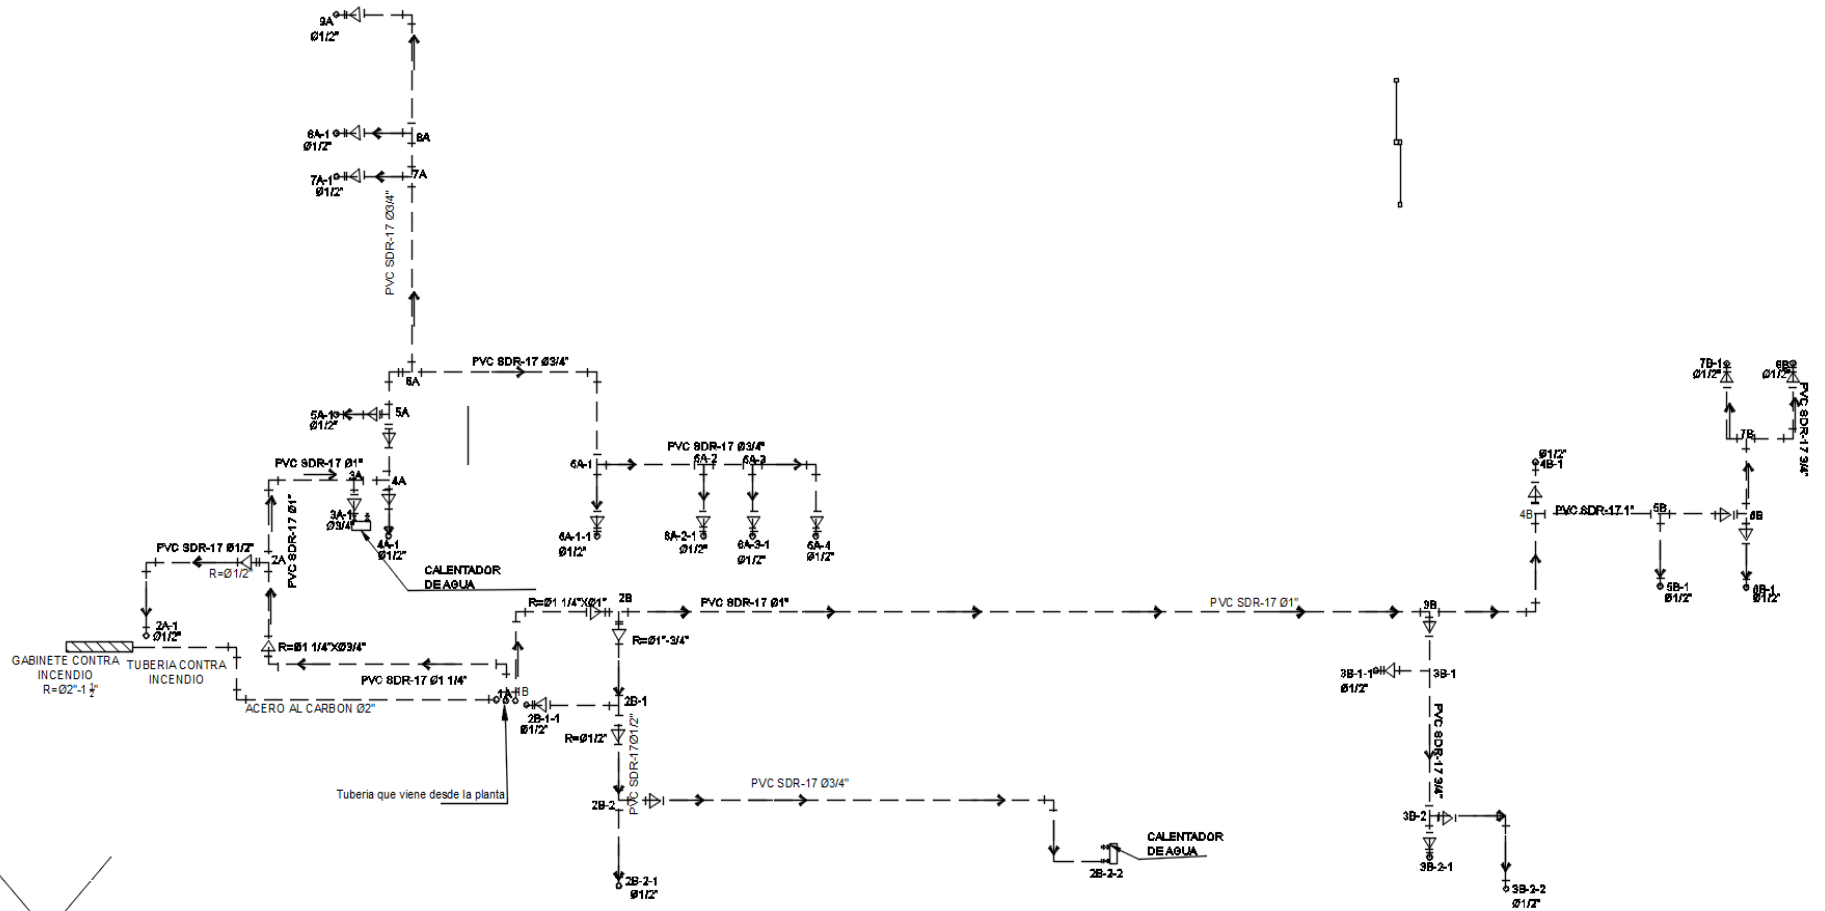 9A
Ø1/2"
8A-1
Ø1/2"
8A
7A-1
Ø1/2"
7A
PVC SDR-17 Ø3/4"
PVC SDR-17 Ø3/4"
6A
5A-1
Ø1/2"
5A
PVC SDR-17 Ø1"
3A
4A
3A-1
Ø3/4"
4A-1
Ø1/2"
PVC SDR-17 Ø3/4"
6A-1
6A-2
6A-3
6A-1-1
Ø1/2"
6A-2-1
Ø1/2"
6A-3-1
Ø1/2"
6A-4
Ø1/2"
PVC SDR-17 Ø1/2"
R=Ø1/2"
2A
PVC SDR-17 Ø1"
CALENTADOR
DE AGUA
2A-1
Ø1/2"
GABINETE CONTRA
INCENDIO
R=Ø2"-1 ½"
TUBERIA CONTRA
INCENDIO
R=Ø1 1/4"XØ3/4"
PVC SDR-17 Ø1 1/4"
ACERO AL CARBON Ø2"
1A
1B
R=Ø1 1/4"XØ1"
2B
PVC SDR-17 Ø1"
PVC SDR-17 Ø1"
R=Ø1"-3/4"
2B-1
2B-1-1
Ø1/2"
R=Ø1/2"
PVC SDR-17Ø1/2"
Tuberia que viene desde la planta
2B-2
PVC SDR-17 Ø3/4"
2B-2-1
Ø1/2"
2B-2-2
CALENTADOR
DE AGUA
3B
3B-1-1
Ø1/2"
3B-1
PVC SDR-17 3/4"
3B-2
3B-2-1
3B-2-2
Ø1/2"
Ø1/2"
4B-1
4B
PVC SDR-17 1"
5B
6B
5B-1
Ø1/2"
6B-1
Ø1/2"
7B-1
Ø1/2"
8B
Ø1/2"
7B
PVC SDR-17 3/4"